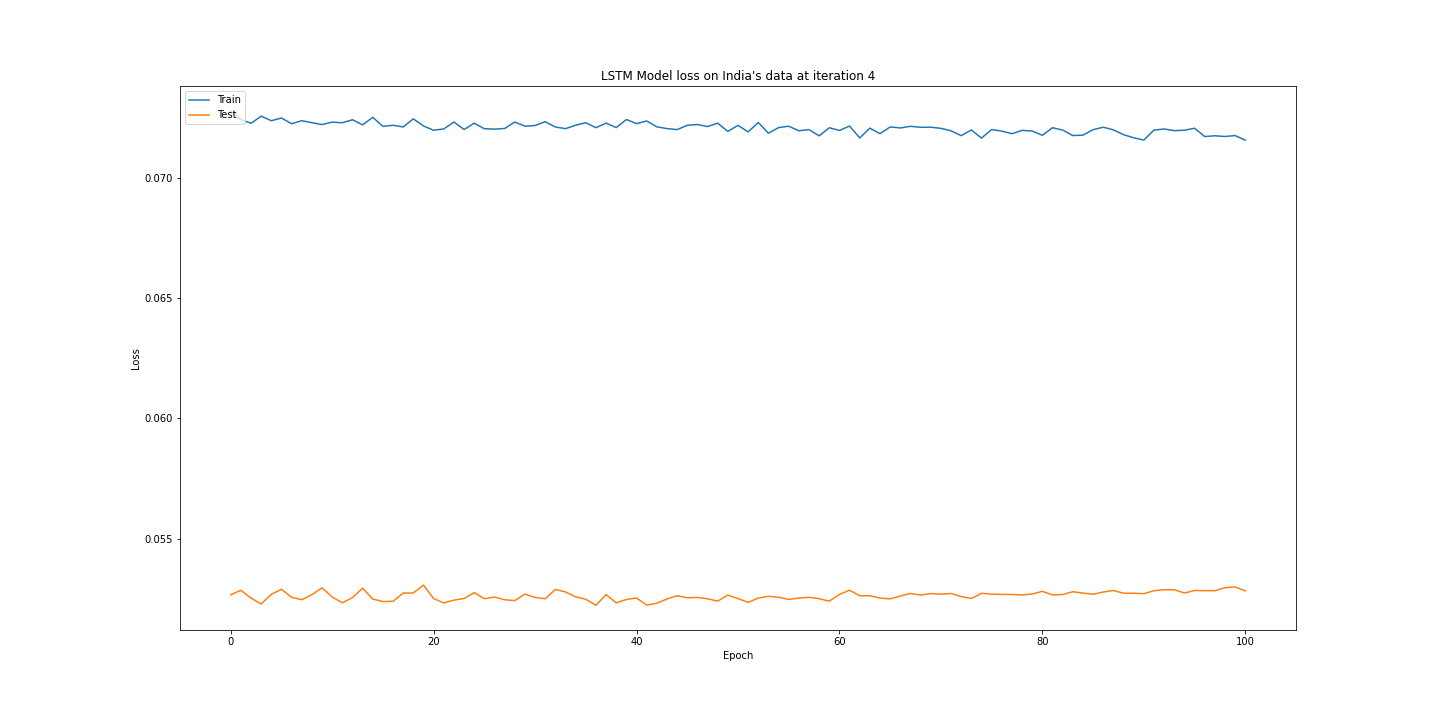 LSTM Model loss on India's data at iteration 4
Train
Test
0.070
0.065
0.060
0.055
Loss
0 20 40 60 80 100
Epoch